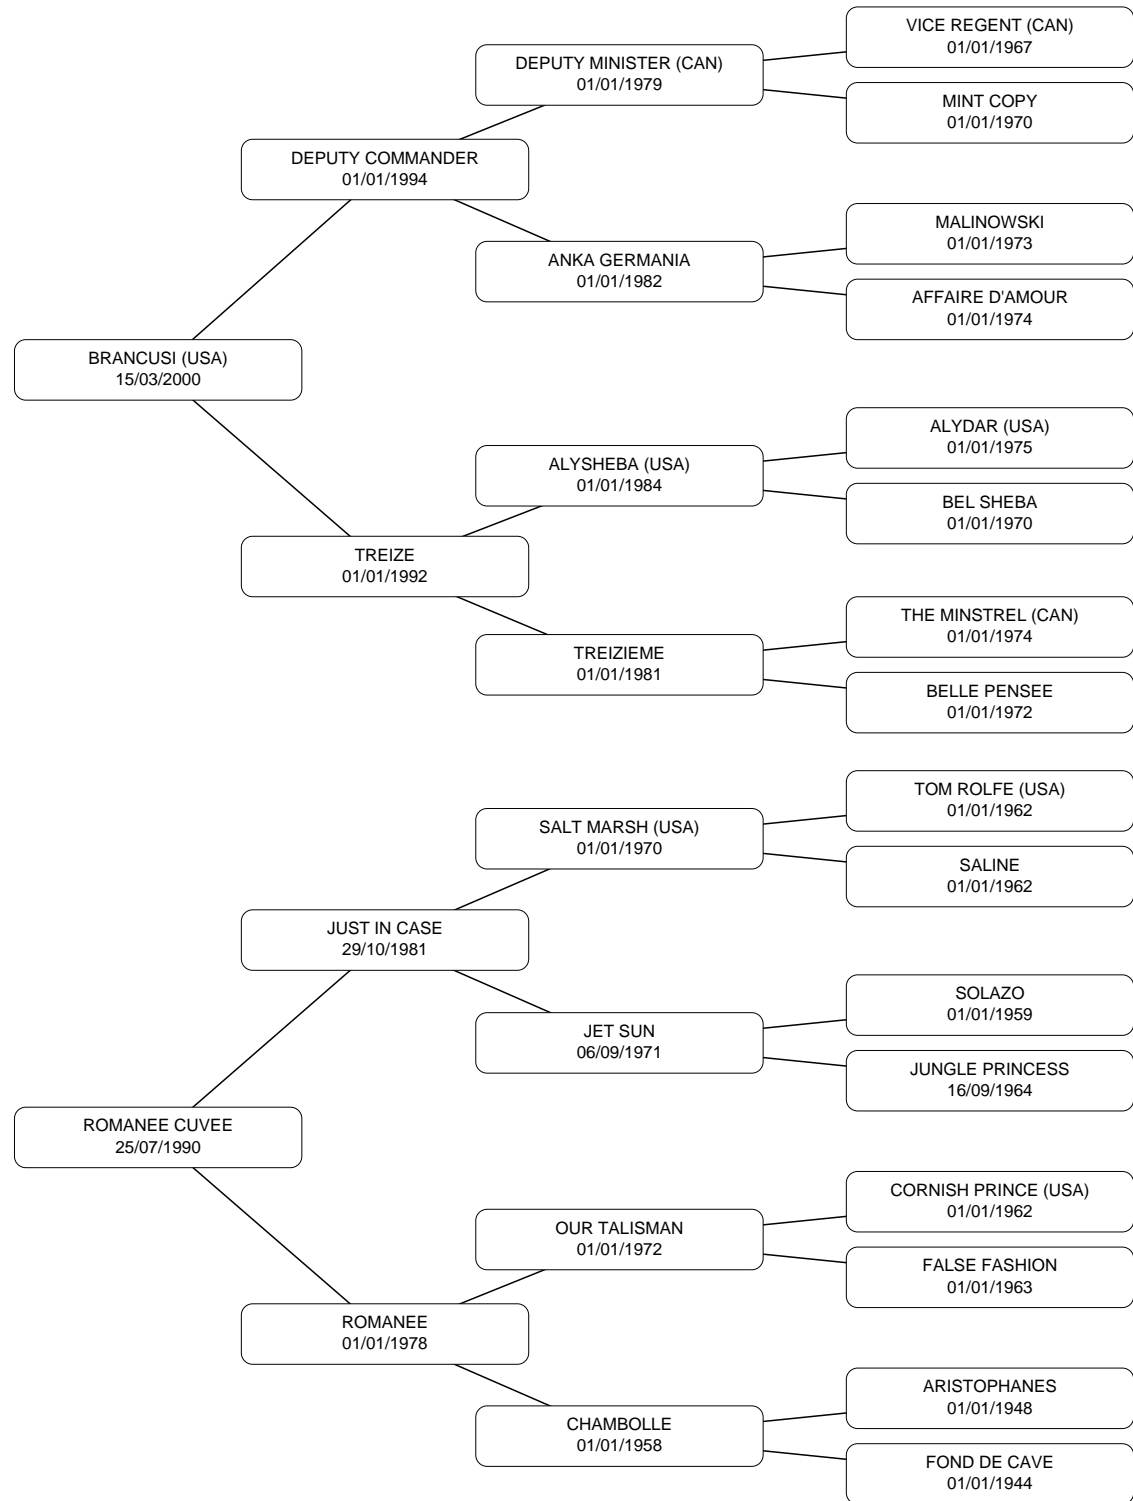 VICE REGENT (CAN)
01/01/1967
DEPUTY MINISTER (CAN)
01/01/1979
MINT COPY
01/01/1970
DEPUTY COMMANDER
01/01/1994
MALINOWSKI
01/01/1973
ANKA GERMANIA
01/01/1982
AFFAIRE D'AMOUR
01/01/1974
BRANCUSI (USA)
15/03/2000
ALYDAR (USA)
01/01/1975
ALYSHEBA (USA)
01/01/1984
BEL SHEBA
01/01/1970
TREIZE
01/01/1992
THE MINSTREL (CAN)
01/01/1974
TREIZIEME
01/01/1981
BELLE PENSEE
01/01/1972
TOM ROLFE (USA)
01/01/1962
SALT MARSH (USA)
01/01/1970
SALINE
01/01/1962
JUST IN CASE
29/10/1981
SOLAZO
01/01/1959
JET SUN
06/09/1971
JUNGLE PRINCESS
16/09/1964
ROMANEE CUVEE
25/07/1990
CORNISH PRINCE (USA)
01/01/1962
OUR TALISMAN
01/01/1972
FALSE FASHION
01/01/1963
ROMANEE
01/01/1978
ARISTOPHANES
01/01/1948
CHAMBOLLE
01/01/1958
FOND DE CAVE
01/01/1944